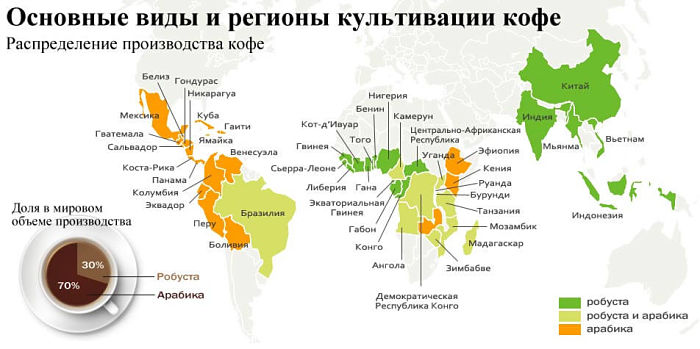 Основные виды и регионы культивации кофе
Распределение производства кофе
Белиз
Гондурас
Никарагуа
Мексика
Куба
Гаити
Гватемала
Ямайка
Сальвадор
Венесуэла
Коста-Рика
Панама
Колумбия
Эквадор
Бразилия
Перу
Боливия
Нигерия
Бенин
Камерун
Кот-д'Ивуар
Того
Центрально-Африканская
Республика
Гвинея
Уганда
Эфиопия
Сьерра-Леоне
Кения
Либерия
Гана
Руанда
Экваториальная
Гвинея
Бурунди
Танзания
Габон
Мозамбик
Конго
Мадагаскар
Ангола
Зимбабве
Демократическая
Республика Конго
Китай
Индия
Мьянма
Вьетнам
Индонезия
Доля в мировом
объеме производства
30%
70%
Робуста
Арабика
робуста
робуста и арабика
арабика